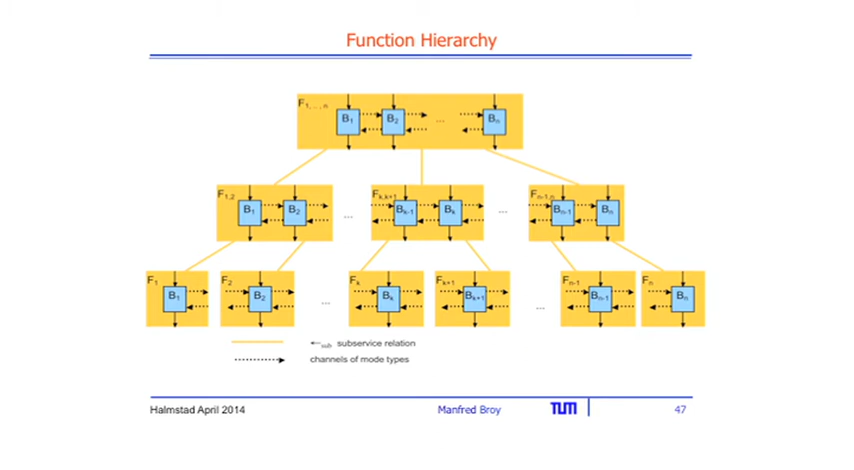 Function Hierarchy
F1,..,n
B1 B2 ... Bn
F1,2 Fk,k+1 Fn-1,n
B1 B2 ... Bk-1 Bk ... Bn-1 Bn
F1 F2 Fk Fk+1 Fn-1 Fn
B1 B2 ... Bk Bk+1 ... Bn-1 Bn
←sub subservice relation
channels of mode types
Halmstad April 2014 Manfred Broy TUM 47